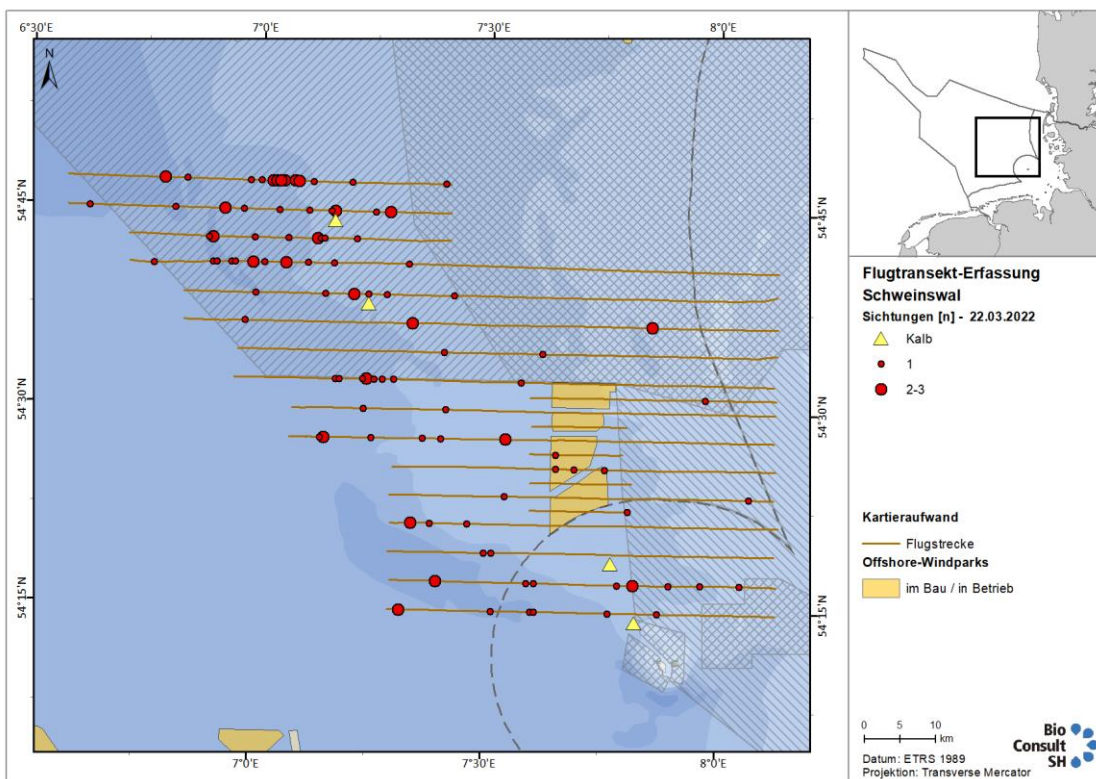 6°30'E
7°0'E
7°30'E
8°0'E
N
54°45'N
54°45'N
54°30'N
54°30'N
54°15'N
54°15'N
7°0'E
7°30'E
8°0'E
Flugtransekt-Erfassung
Schweinswal
Sichtungen [n] - 22.03.2022
Kalb
1
2-3
Kartieraufwand
Flugstrecke
Offshore-Windparks
im Bau / in Betrieb
0 5 10
km
Datum: ETRS 1989
Projektion: Transverse Mercator
Bio
Consult
SH